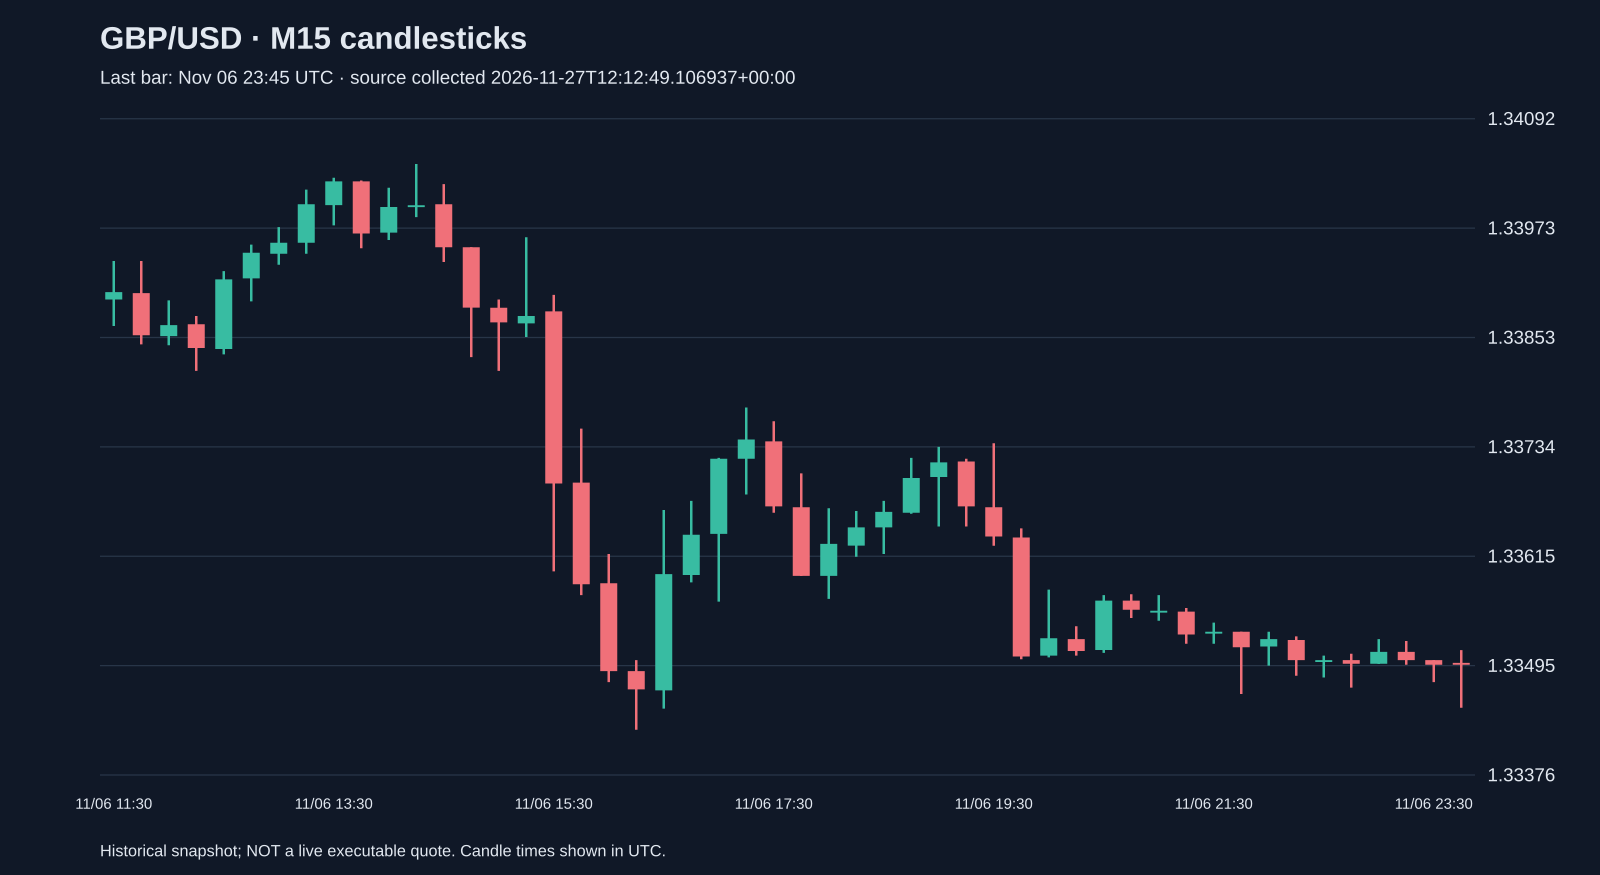 GBP/USD · M15 candlesticks
Last bar: Nov 06 23:45 UTC · source collected 2026-11-27T12:12:49.106937+00:00
1.34092
1.33973
1.33853
1.33734
1.33615
1.33495
1.33376
11/06 11:30 11/06 13:30 11/06 15:30 11/06 17:30 11/06 19:30 11/06 21:30 11/06 23:30
Historical snapshot; NOT a live executable quote. Candle times shown in UTC.